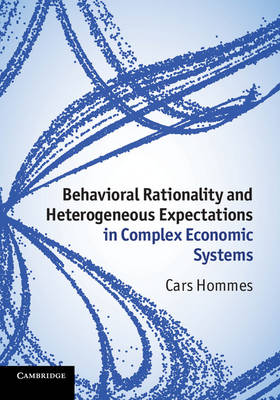 Behavioral Rationality and
Heterogeneous Expectations
in Complex Economic
Systems
Cars Hommes
CAMBRIDGE